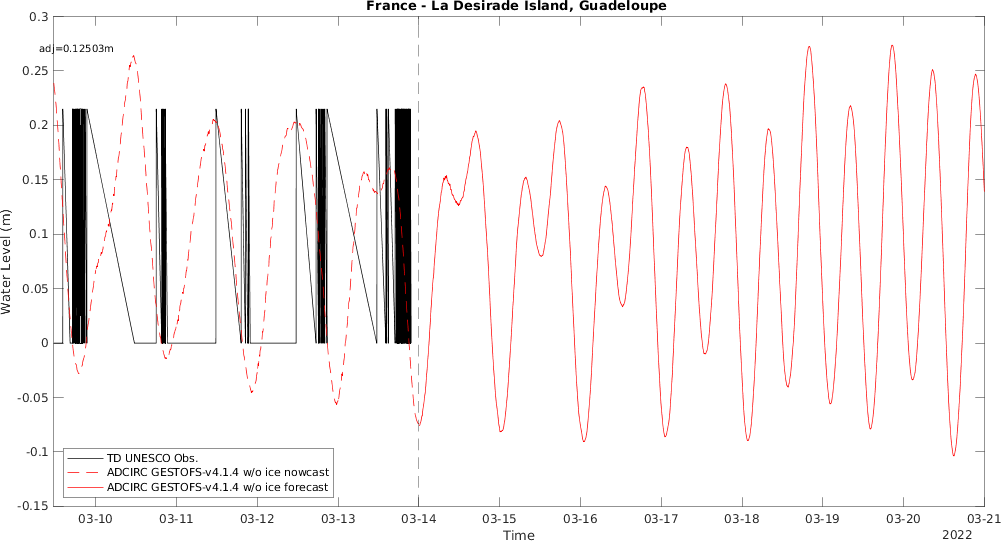 France - La Desirade Island, Guadeloupe
adj=0.12503m
0.3
0.25
0.2
0.15
0.1
0.05
0
-0.05
-0.1
-0.15
Water Level (m)
TD UNESCO Obs.
ADCIRC GESTOFS-v4.1.4 w/o ice nowcast
ADCIRC GESTOFS-v4.1.4 w/o ice forecast
03-10 03-11 03-12 03-13 03-14 03-15 03-16 03-17 03-18 03-19 03-20 03-21
Time
2022